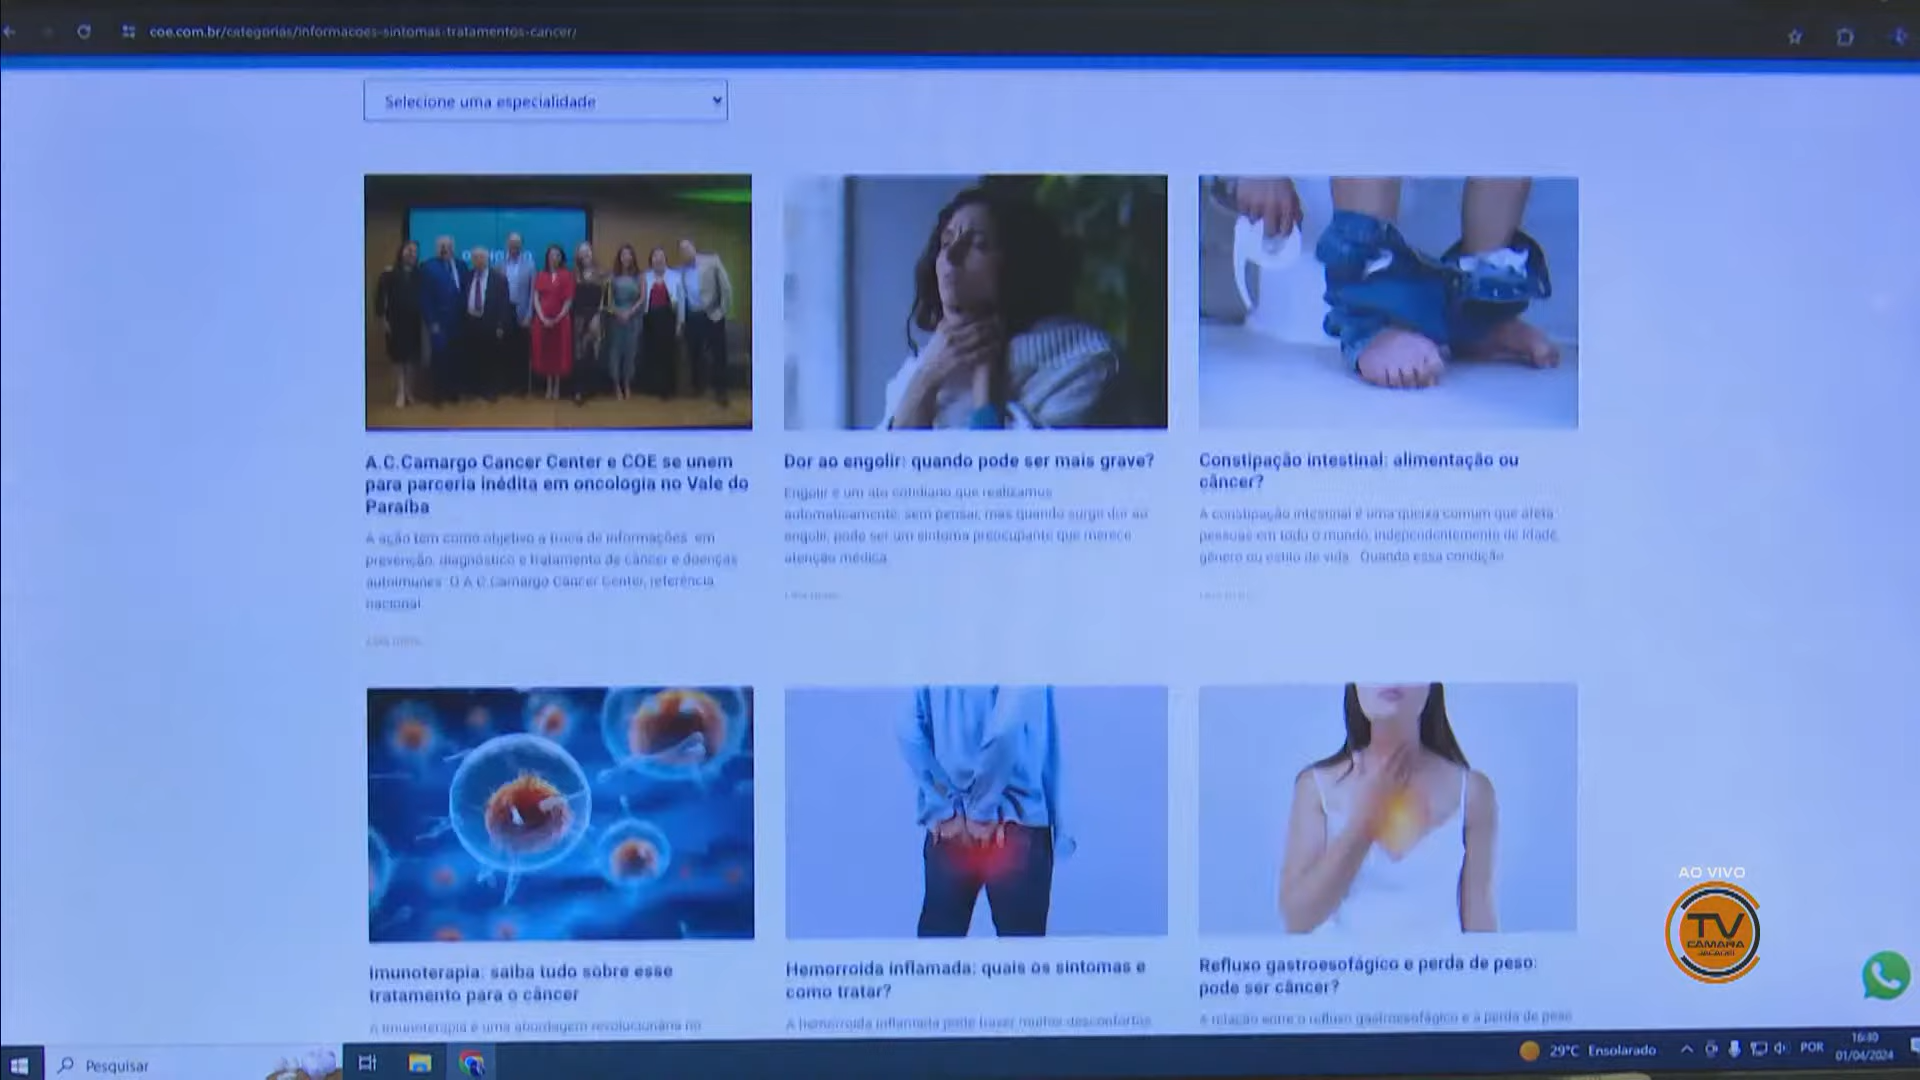 coe.com.br/categorias/informacoes-sintomas-tratamentos-cancer/
Selecione uma especialidade
A.C.Camargo Cancer Center e COE se unem
para parceria inédita em oncologia no Vale do
Paraíba
A ação tem como objetivo a troca de informações em
prevenção, diagnóstico e tratamento de câncer e doenças
autoimunes. O A.C.Camargo Cancer Center, referência
nacional
Leia mais
Dor ao engolir: quando pode ser mais grave?
Engolir é um ato cotidiano que realizamos
automaticamente, sem pensar, mas quando surge dor ao
engolir, pode ser um sintoma preocupante que merece
atenção médica.
Leia mais
Constipação intestinal: alimentação ou
câncer?
A constipação intestinal é uma queixa comum que afeta
pessoas em todo o mundo, independentemente de idade,
gênero ou estilo de vida. Quando essa condição
Leia mais
Imunoterapia: saiba tudo sobre esse
tratamento para o câncer
A imunoterapia é uma abordagem revolucionária no
Hemorroida inflamada: quais os sintomas e
como tratar?
A hemorroida inflamada pode trazer muitos desconfortos
Refluxo gastroesofágico e perda de peso:
pode ser câncer?
A relação entre o refluxo gastroesofágico e a perda de peso
AO VIVO
TV
CÂMARA
JACAREÍ
Pesquisar
29°C Ensolarado
POR
16:30
01/04/2024